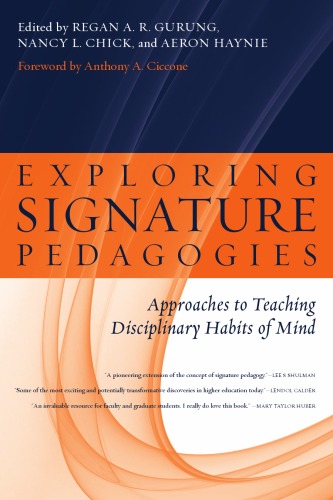 Edited by REGAN A. R. GURUNG,
NANCY L. CHICK, and AERON HAYNIE
Foreword by Anthony A. Ciccone
EXPLORING
SIGNATURE
PEDAGOGIES
Approaches to Teaching
Disciplinary Habits of Mind
"A pioneering extension of the concept of signature pedagogy."—LEE S SHULMAN
"Some of the most exciting and potentially transformative discoveries in higher education today."—LENDOL CALDER
"An invaluable resource for faculty and graduate students. I really do love this book."—MARY TAYLOR HUBER